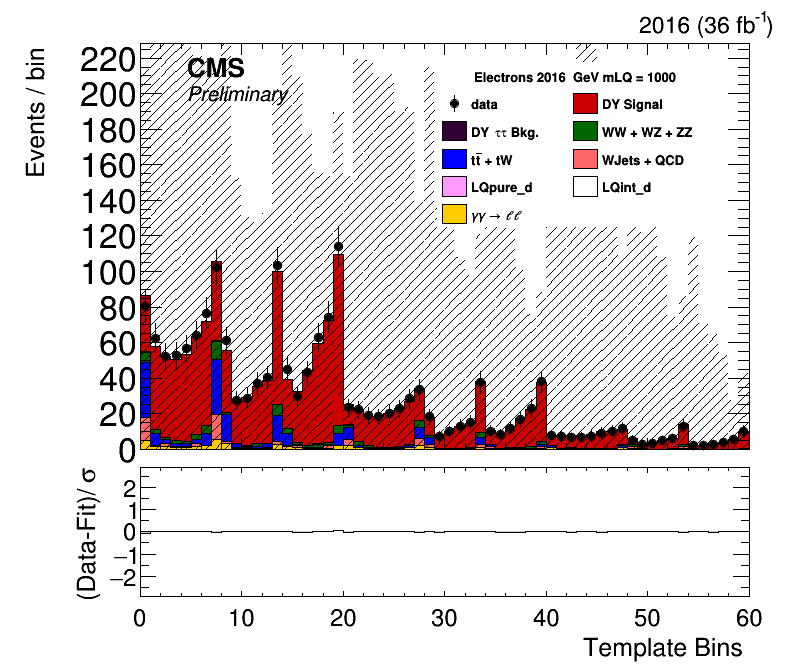 2016 (36 fb⁻¹)
Events / bin
CMS
Preliminary
Electrons 2016 GeV mLQ = 1000
data
DY Signal
DY ττ Bkg.
WW + WZ + ZZ
tt̄ + tW
WJets + QCD
LQpure_d
LQint_d
γγ → ℓℓ
220
200
180
160
140
120
100
80
60
40
20
0
(Data-Fit)/ σ
2
1
0
−1
−2
0 10 20 30 40 50 60
Template Bins